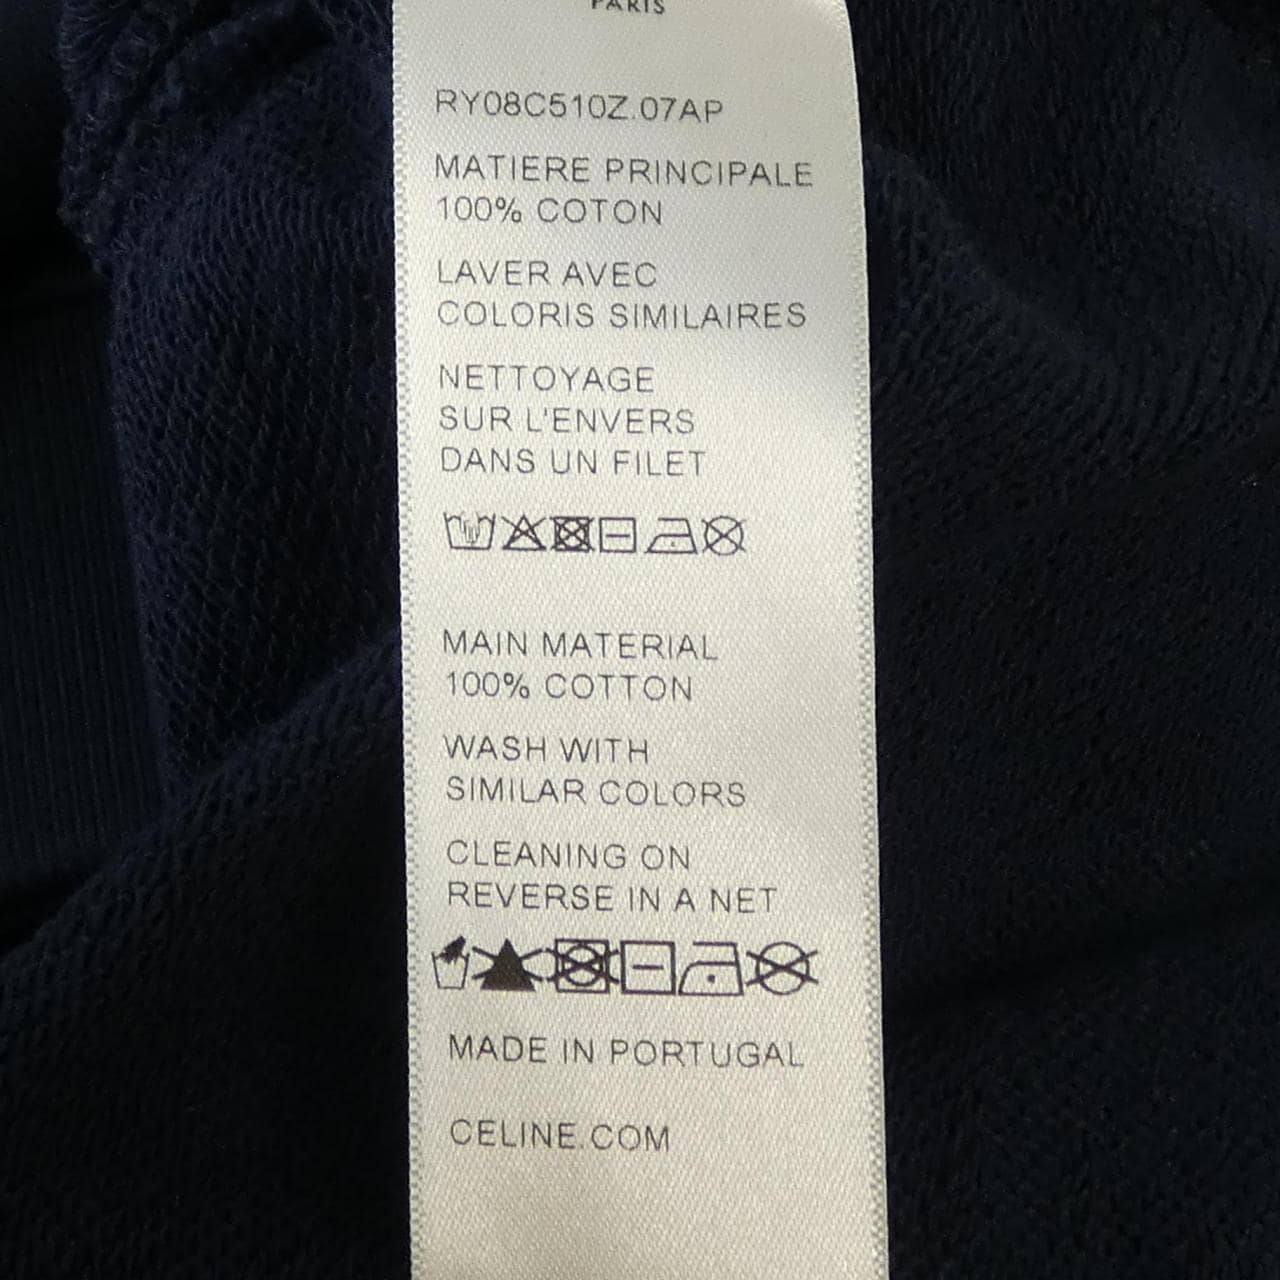 PARIS
RY08C510Z.07AP
MATIERE PRINCIPALE
100% COTON
LAVER AVEC
COLORIS SIMILAIRES
NETTOYAGE
SUR L'ENVERS
DANS UN FILET
MAIN MATERIAL
100% COTTON
WASH WITH
SIMILAR COLORS
CLEANING ON
REVERSE IN A NET
MADE IN PORTUGAL
CELINE.COM